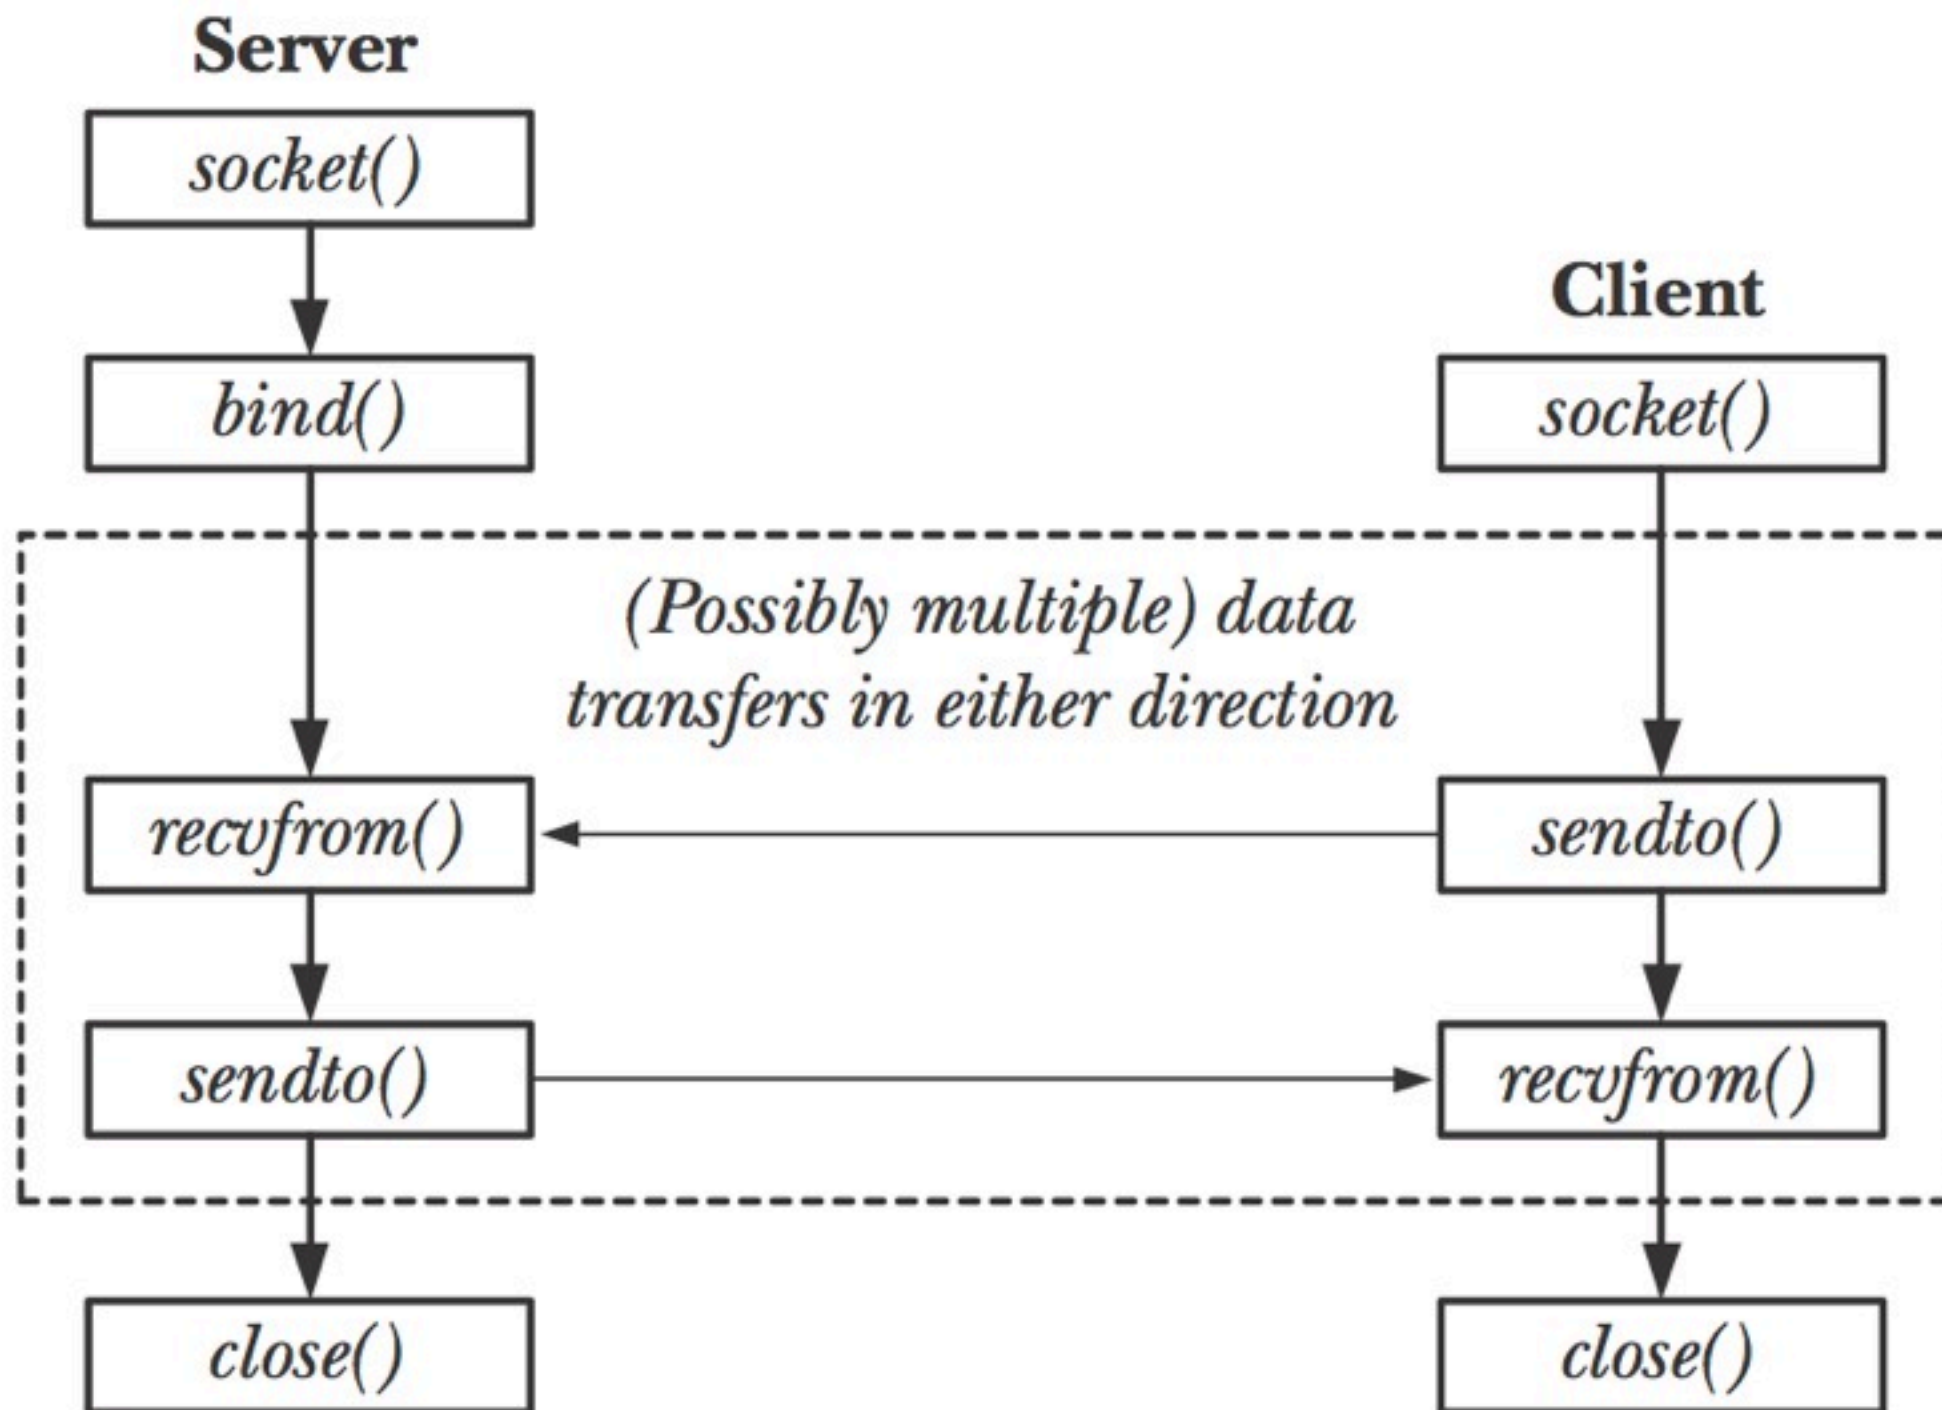 Server
socket()
bind()
Client
socket()
(Possibly multiple) data
transfers in either direction
recvfrom()
sendto()
sendto()
recvfrom()
close()
close()